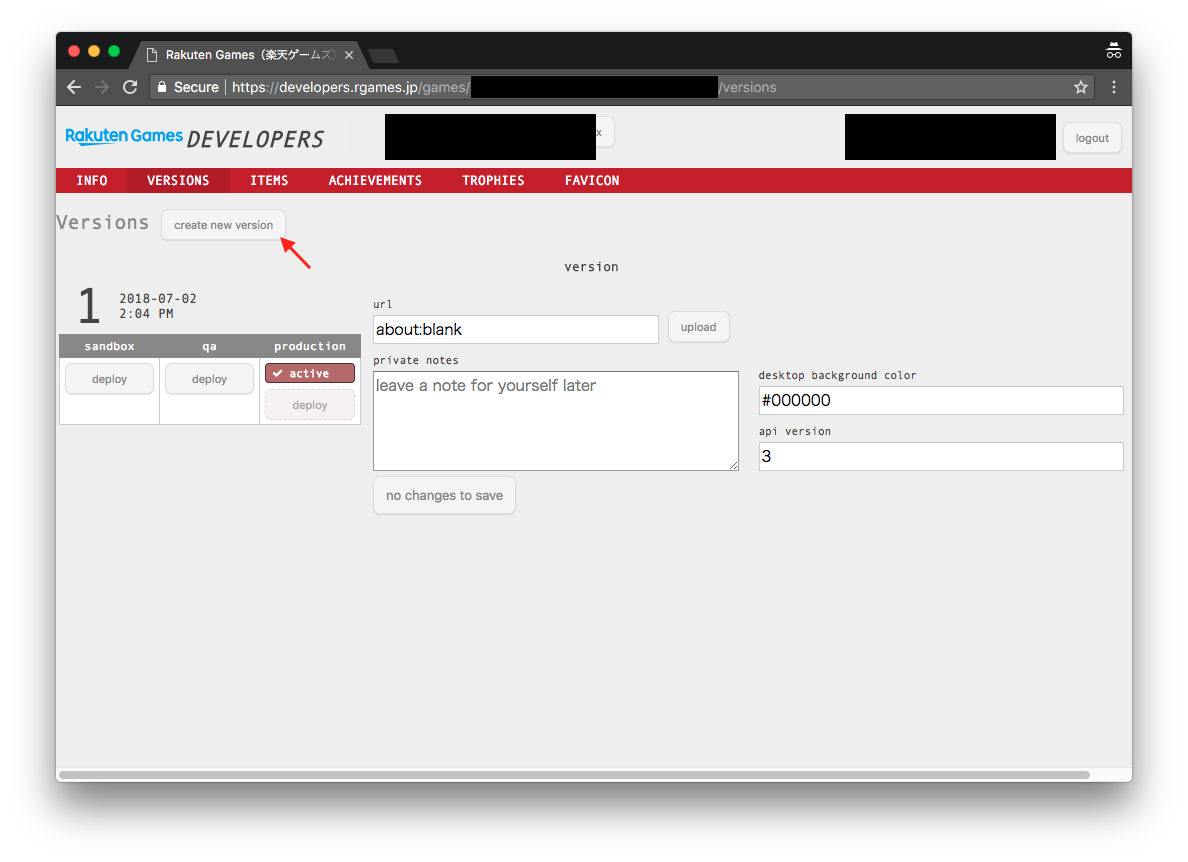 Rakuten Games（楽天ゲームズ）
Secure | https://developers.rgames.jp/games/ /versions
Rakuten Games DEVELOPERS x logout
INFO VERSIONS ITEMS ACHIEVEMENTS TROPHIES FAVICON
Versions create new version
version
1 2018-07-02
2:04 PM
sandbox qa production
deploy deploy ✔ active
deploy
url
about:blank upload
private notes
leave a note for yourself later
desktop background color
#000000
api version
3
no changes to save